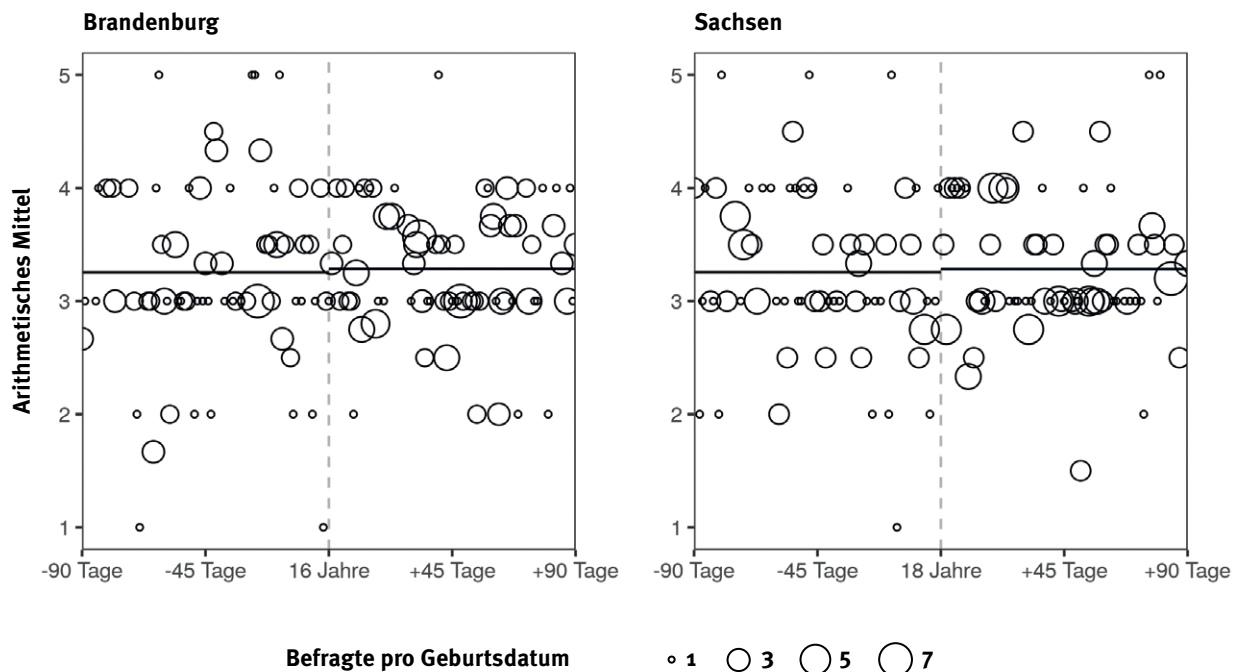 Brandenburg
Sachsen
Arithmetisches Mittel
5
4
3
2
1
-90 Tage -45 Tage 16 Jahre +45 Tage +90 Tage
5
4
3
2
1
-90 Tage -45 Tage 18 Jahre +45 Tage +90 Tage
Befragte pro Geburtsdatum 1 3 5 7